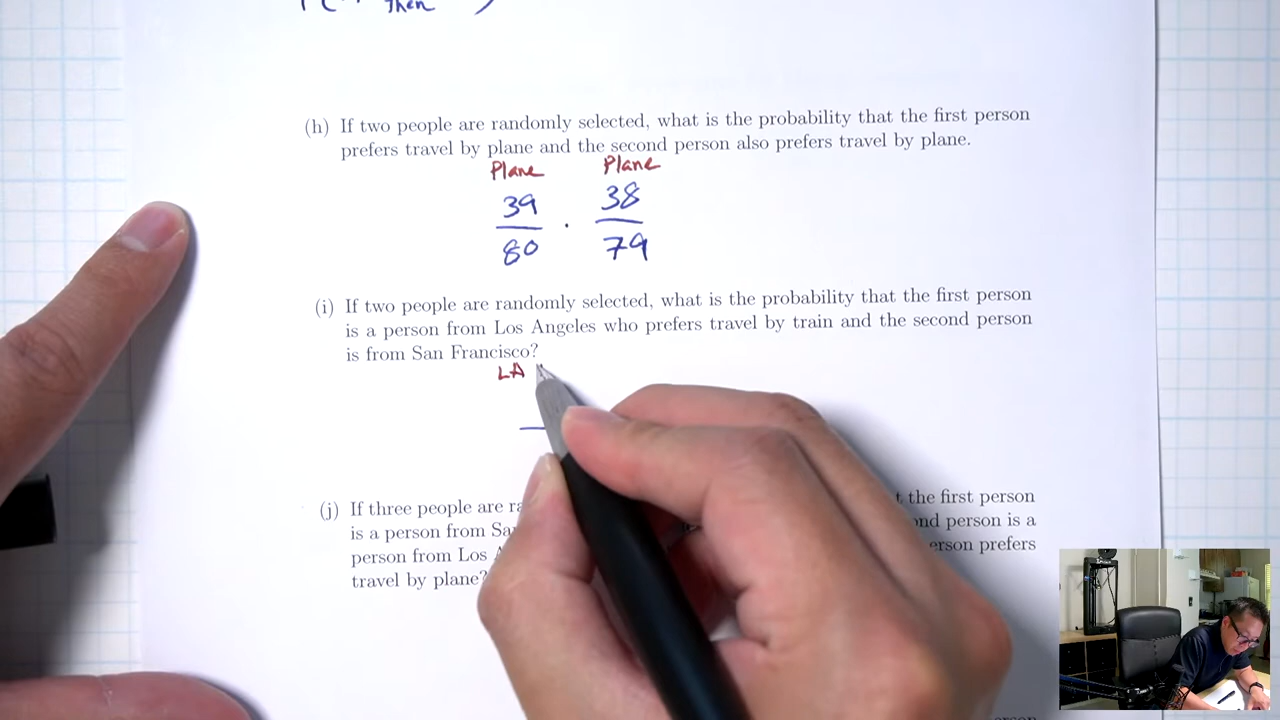 then
(h) If two people are randomly selected, what is the probability that the first person
prefers travel by plane and the second person also prefers travel by plane.
Plane Plane
39 38
·
80 79
(i) If two people are randomly selected, what is the probability that the first person
is a person from Los Angeles who prefers travel by train and the second person
is from San Francisco?
LA
(j) If three people are the first person
is a person from person is a
person from Los prefers
travel by plane?
person